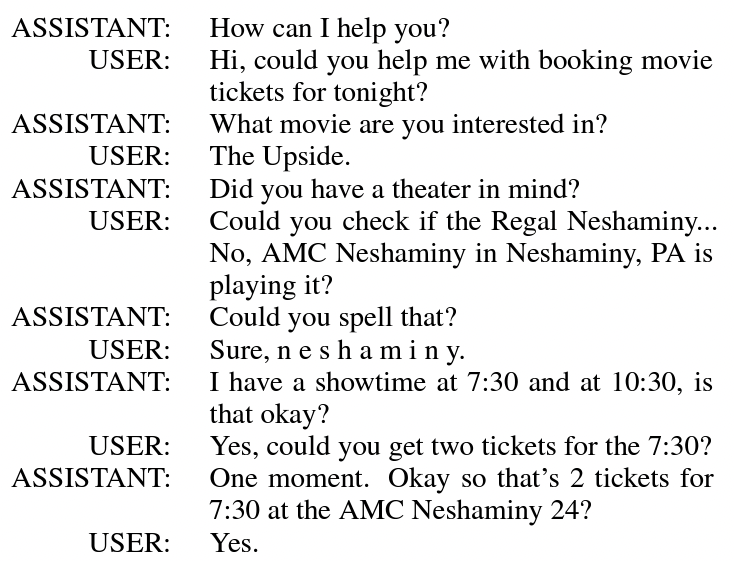 ASSISTANT: How can I help you?
USER: Hi, could you help me with booking movie
tickets for tonight?
ASSISTANT: What movie are you interested in?
USER: The Upside.
ASSISTANT: Did you have a theater in mind?
USER: Could you check if the Regal Neshaminy...
No, AMC Neshaminy in Neshaminy, PA is
playing it?
ASSISTANT: Could you spell that?
USER: Sure, n e s h a m i n y.
ASSISTANT: I have a showtime at 7:30 and at 10:30, is
that okay?
USER: Yes, could you get two tickets for the 7:30?
ASSISTANT: One moment. Okay so that's 2 tickets for
7:30 at the AMC Neshaminy 24?
USER: Yes.